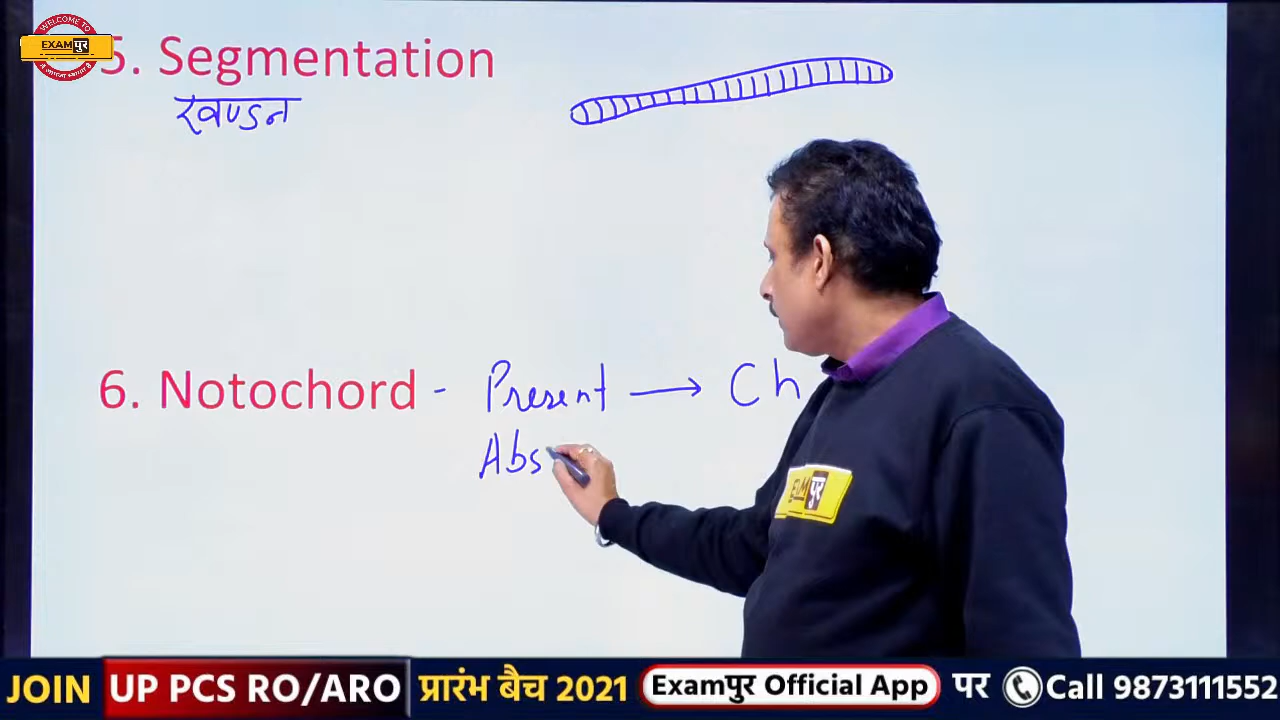 WELCOME TO
EXAMपुर
5. Segmentation
खण्डन
6. Notochord - Present → Ch
Abs
EXAMपुर
JOIN UP PCS RO/ARO प्रारंभ बैच 2021 Examपुर Official App पर Call 9873111552